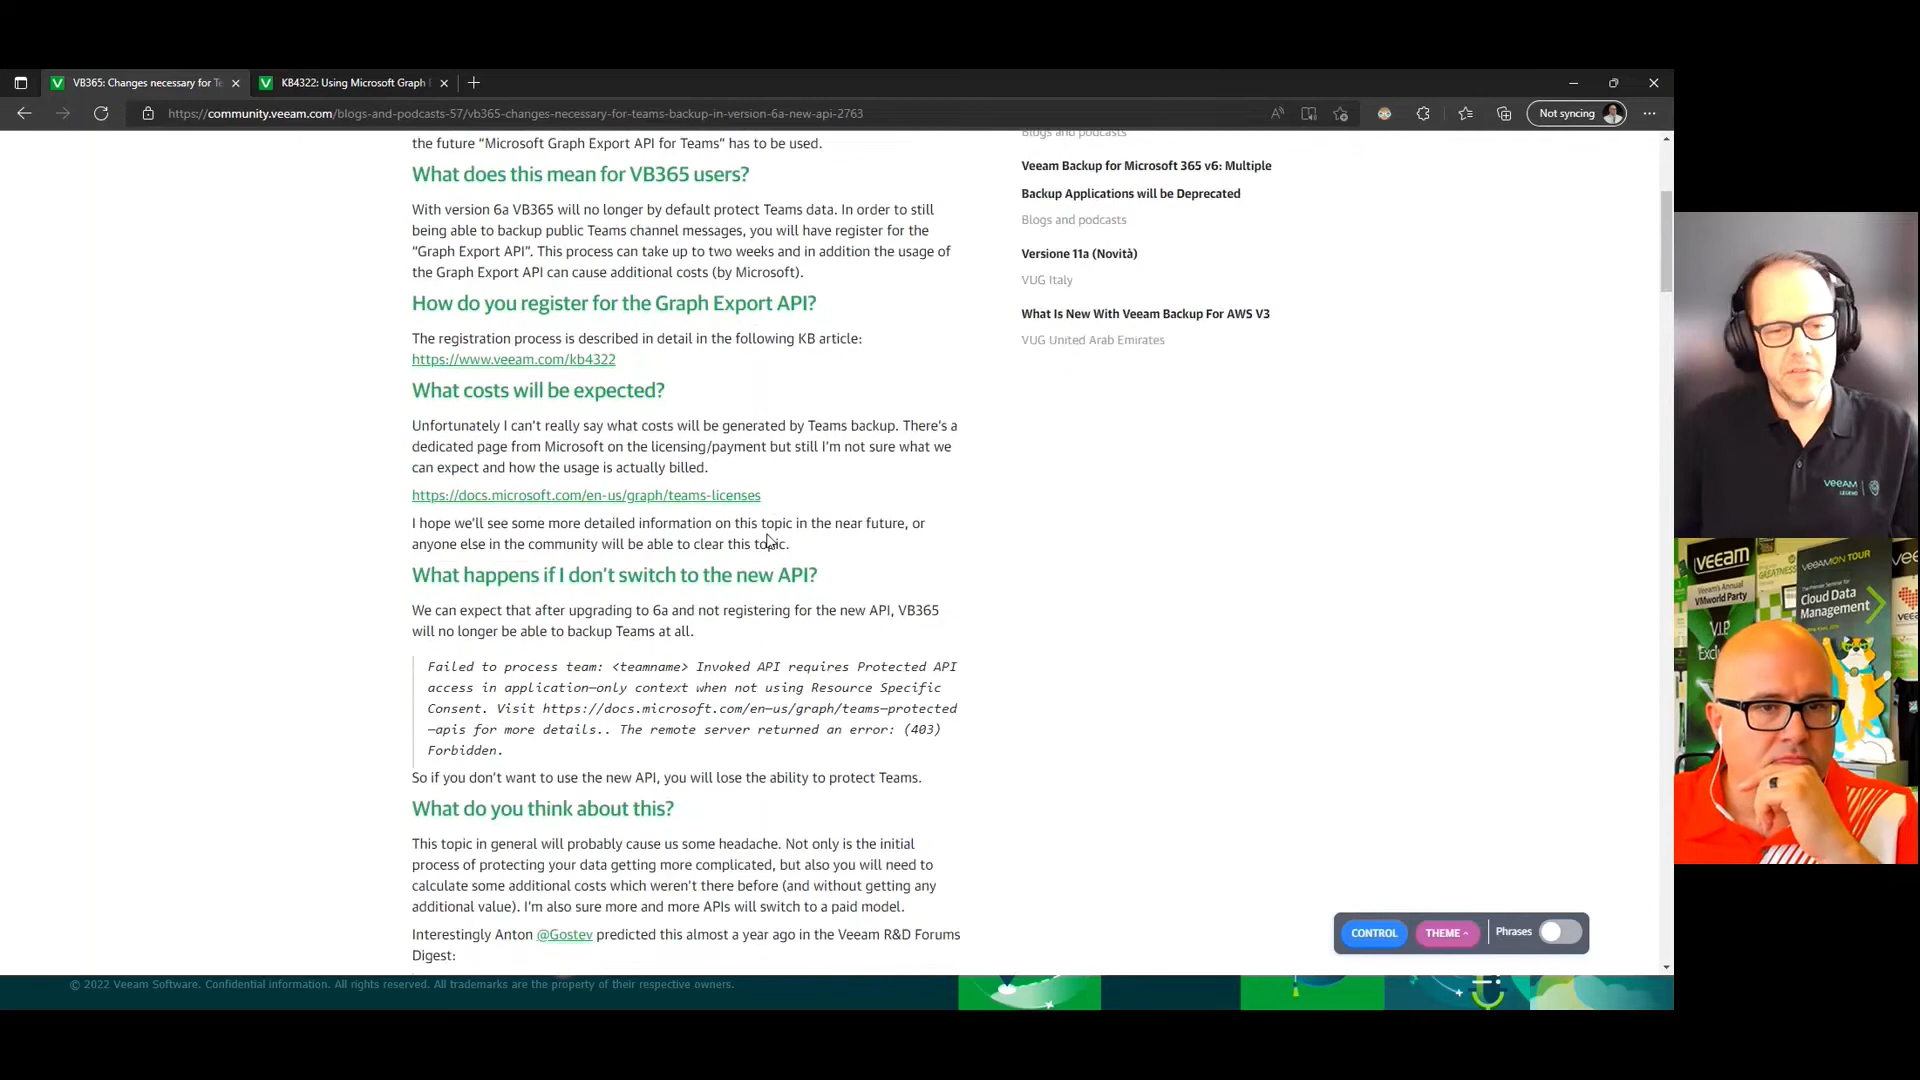 VB365: Changes necessary for Te
KB4322: Using Microsoft Graph
https://community.veeam.com/blogs-and-podcasts-57/vb365-changes-necessary-for-teams-backup-in-version-6a-new-api-2763
Not syncing
the future “Microsoft Graph Export API for Teams” has to be used.
What does this mean for VB365 users?
With version 6a VB365 will no longer by default protect Teams data. In order to still
being able to backup public Teams channel messages, you will have register for the
“Graph Export API”. This process can take up to two weeks and in addition the usage of
the Graph Export API can cause additional costs (by Microsoft).
How do you register for the Graph Export API?
The registration process is described in detail in the following KB article:
https://www.veeam.com/kb4322
What costs will be expected?
Unfortunately I can’t really say what costs will be generated by Teams backup. There’s a
dedicated page from Microsoft on the licensing/payment but still I’m not sure what we
can expect and how the usage is actually billed.
https://docs.microsoft.com/en-us/graph/teams-licenses
I hope we’ll see some more detailed information on this topic in the near future, or
anyone else in the community will be able to clear this topic.
What happens if I don’t switch to the new API?
We can expect that after upgrading to 6a and not registering for the new API, VB365
will no longer be able to backup Teams at all.
Failed to process team: <teamname> Invoked API requires Protected API
access in application-only context when not using Resource Specific
Consent. Visit https://docs.microsoft.com/en-us/graph/teams-protected
-apis for more details.. The remote server returned an error: (403)
Forbidden.
So if you don’t want to use the new API, you will lose the ability to protect Teams.
What do you think about this?
This topic in general will probably cause us some headache. Not only is the initial
process of protecting your data getting more complicated, but also you will need to
calculate some additional costs which weren’t there before (and without getting any
additional value). I’m also sure more and more APIs will switch to a paid model.
Interestingly Anton @Gostev predicted this almost a year ago in the Veeam R&D Forums
Digest:
Blogs and podcasts
Veeam Backup for Microsoft 365 v6: Multiple
Backup Applications will be Deprecated
Blogs and podcasts
Versione 11a (Novità)
VUG Italy
What Is New With Veeam Backup For AWS V3
VUG United Arab Emirates
CONTROL
THEME
Phrases
© 2022 Veeam Software. Confidential information. All rights reserved. All trademarks are the property of their respective owners.
veeAM
LEGEND
veeam
Veeam's Annual
VMworld Party
V.I.P
veeAMON TOUR
Cloud Data
Management